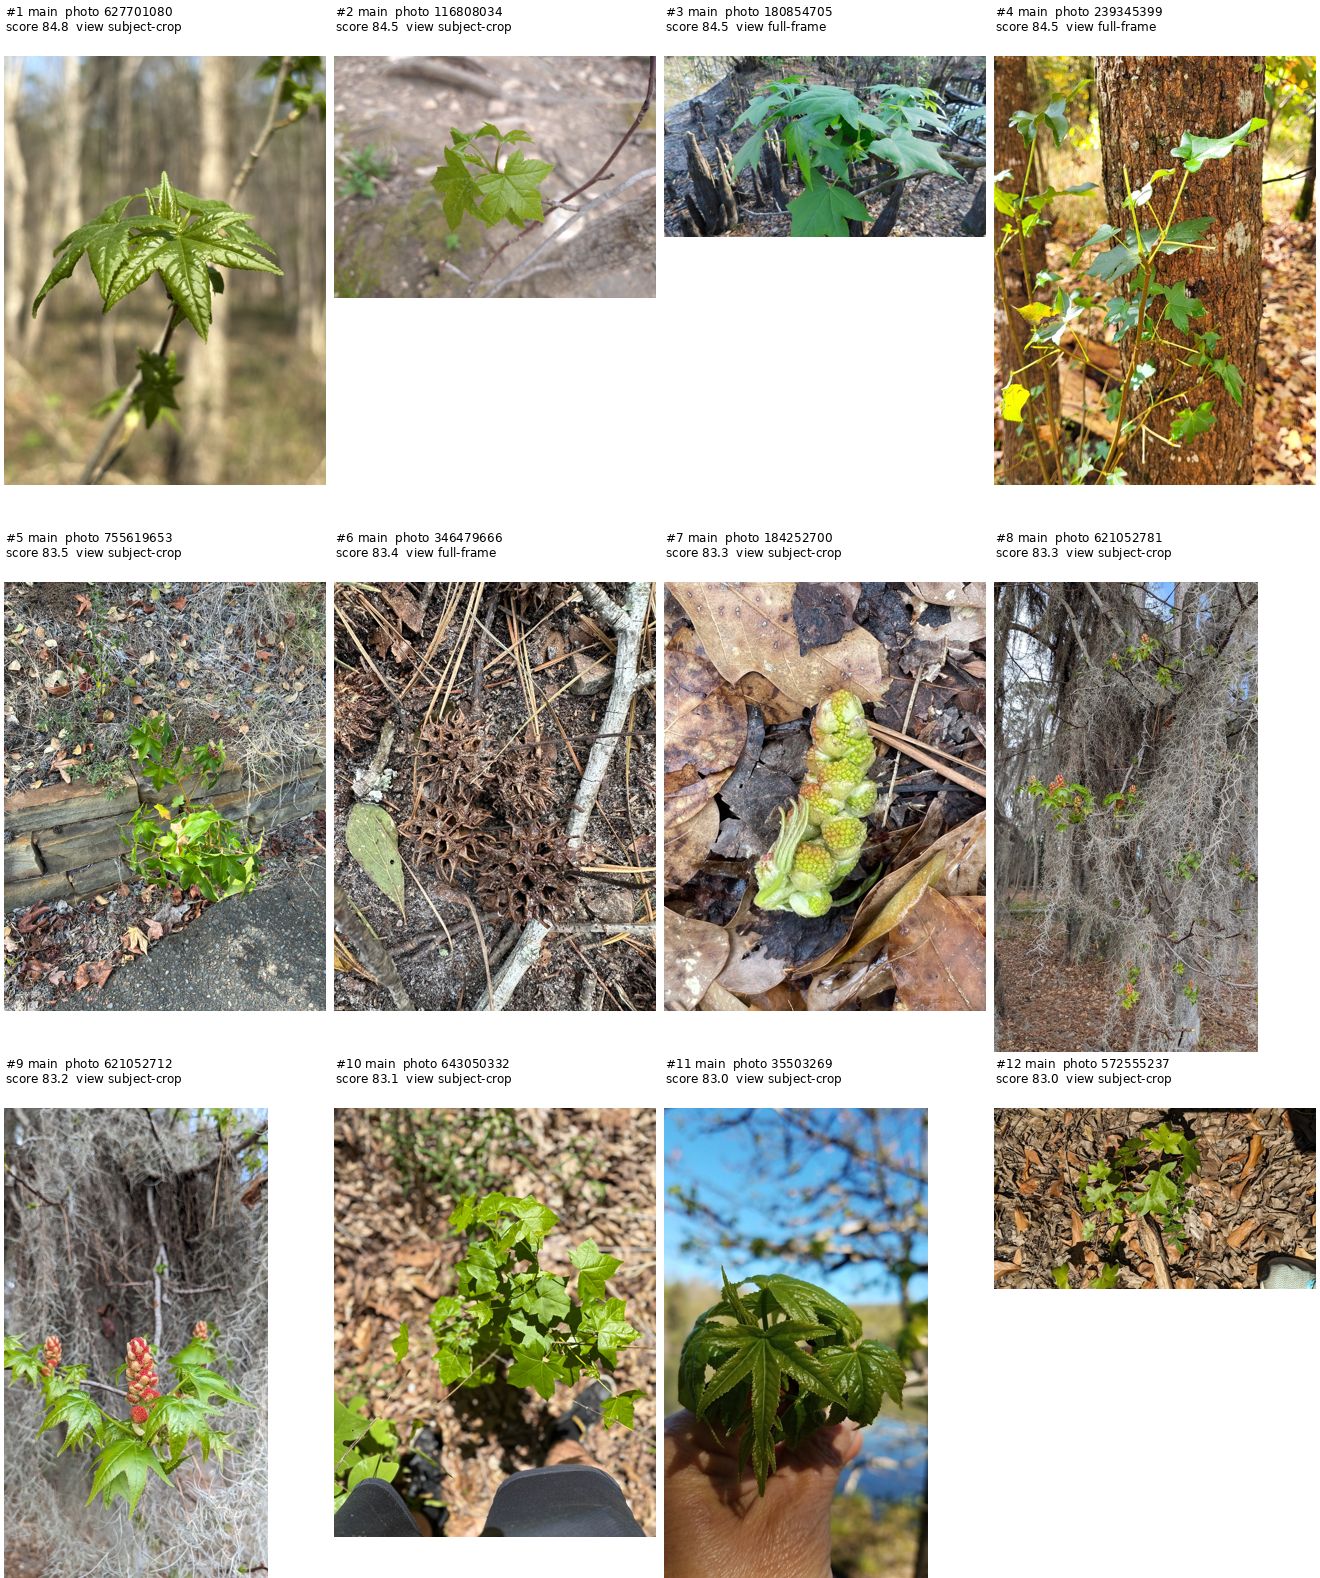 #1 main photo 627701080
score 84.8 view subject-crop
#2 main photo 116808034
score 84.5 view subject-crop
#3 main photo 180854705
score 84.5 view full-frame
#4 main photo 239345399
score 84.5 view full-frame
#5 main photo 755619653
score 83.5 view subject-crop
#6 main photo 346479666
score 83.4 view full-frame
#7 main photo 184252700
score 83.3 view subject-crop
#8 main photo 621052781
score 83.3 view subject-crop
#9 main photo 621052712
score 83.2 view subject-crop
#10 main photo 643050332
score 83.1 view subject-crop
#11 main photo 35503269
score 83.0 view subject-crop
#12 main photo 572555237
score 83.0 view subject-crop